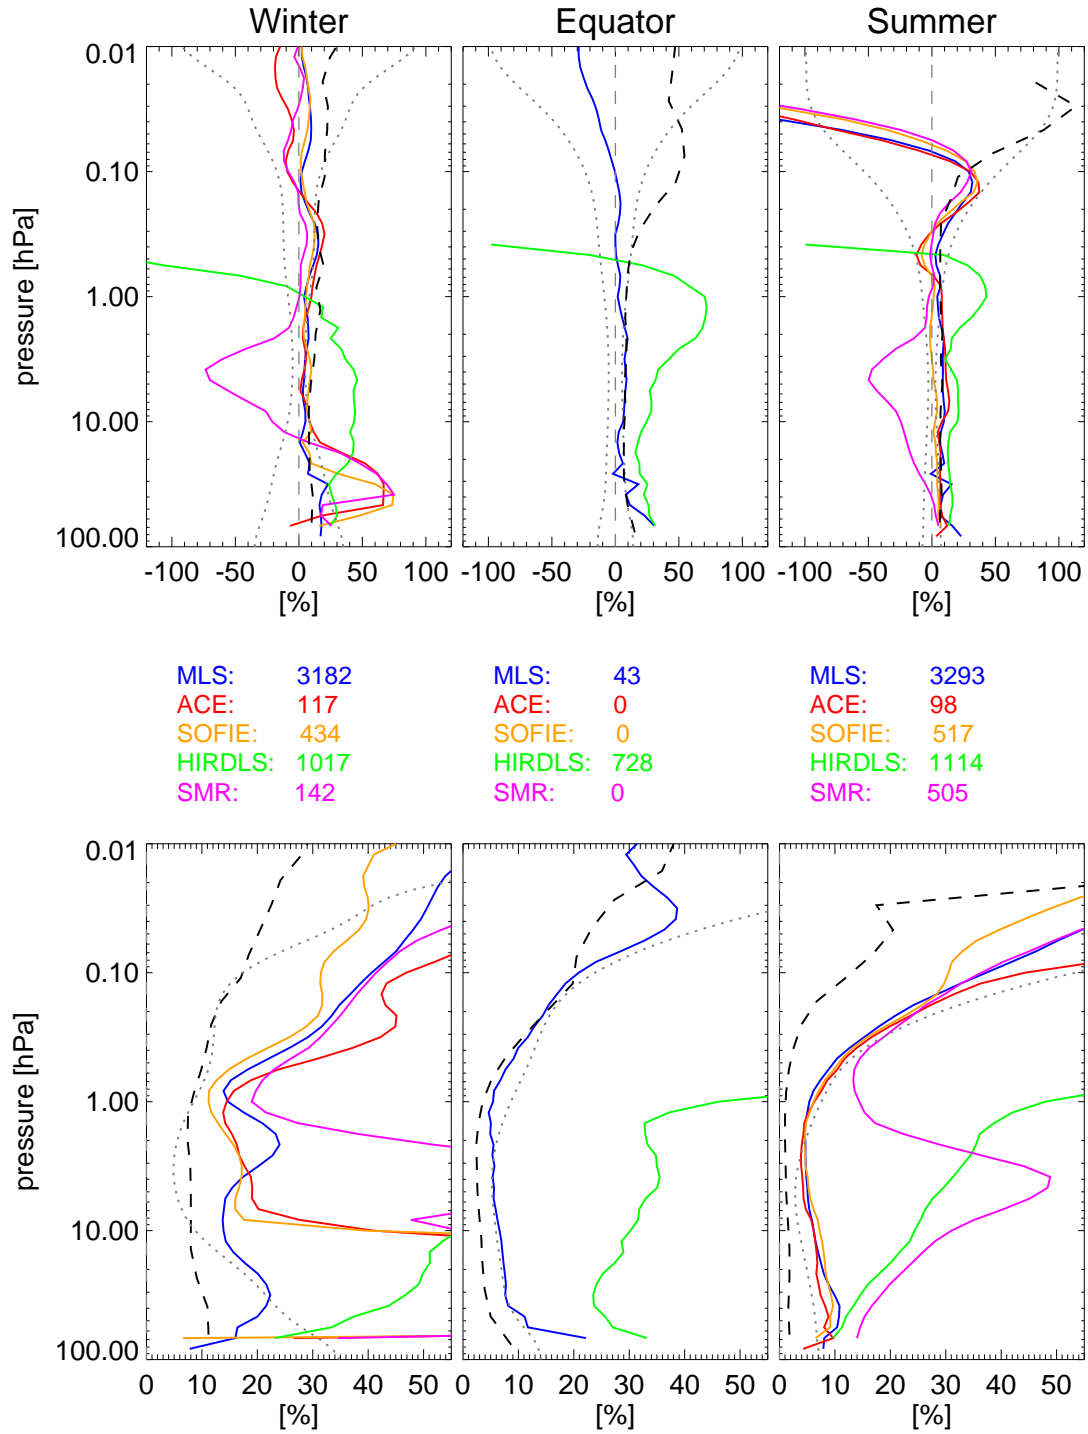 Winter Equator Summer
0.01
0.10
1.00
10.00
100.00
pressure [hPa]
-100 -50 0 50 100 -100 -50 0 50 100 -100 -50 0 50 100
[%] [%] [%]
MLS: 3182 MLS: 43 MLS: 3293
ACE: 117 ACE: 0 ACE: 98
SOFIE: 434 SOFIE: 0 SOFIE: 517
HIRDLS: 1017 HIRDLS: 728 HIRDLS: 1114
SMR: 142 SMR: 0 SMR: 505
0.01
0.10
1.00
10.00
100.00
pressure [hPa]
0 10 20 30 40 50 0 10 20 30 40 50 0 10 20 30 40 50
[%] [%] [%]